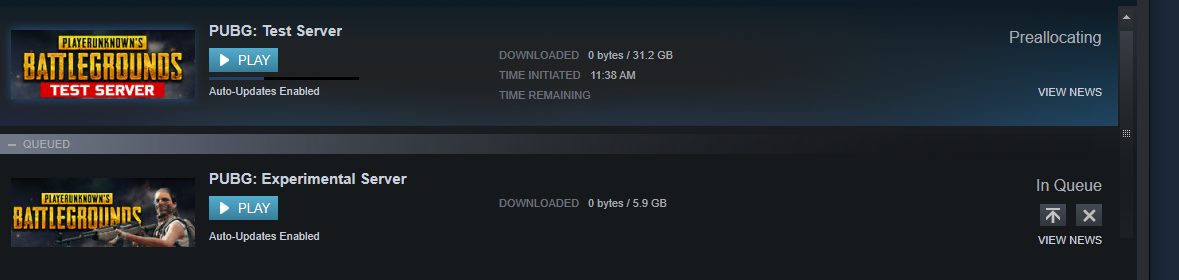 PLAYERUNKNOWN'S
BATTLEGROUNDS
TEST SERVER
PUBG: Test Server
PLAY
Auto-Updates Enabled
DOWNLOADED 0 bytes / 31.2 GB
TIME INITIATED 11:38 AM
TIME REMAINING
Preallocating
VIEW NEWS
— QUEUED
PLAYERUNKNOWN'S
BATTLEGROUNDS
PUBG: Experimental Server
PLAY
Auto-Updates Enabled
DOWNLOADED 0 bytes / 5.9 GB
In Queue
VIEW NEWS